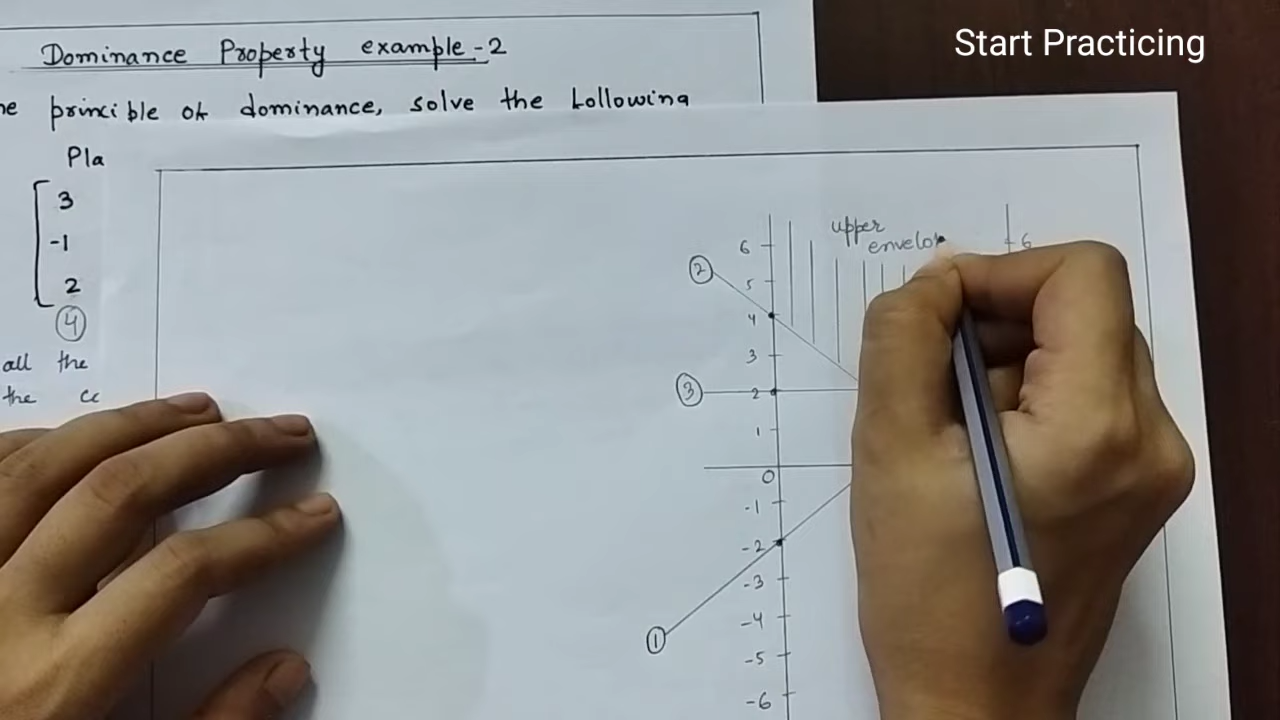 Start Practicing
Dominance Property example-2
principle of dominance, solve the following
Pla
3
-1
2
4
all the
the
upper
envelop
6
5
4
3
2
1
0
-1
-2
-3
-4
-5
-6
6
2
3
1